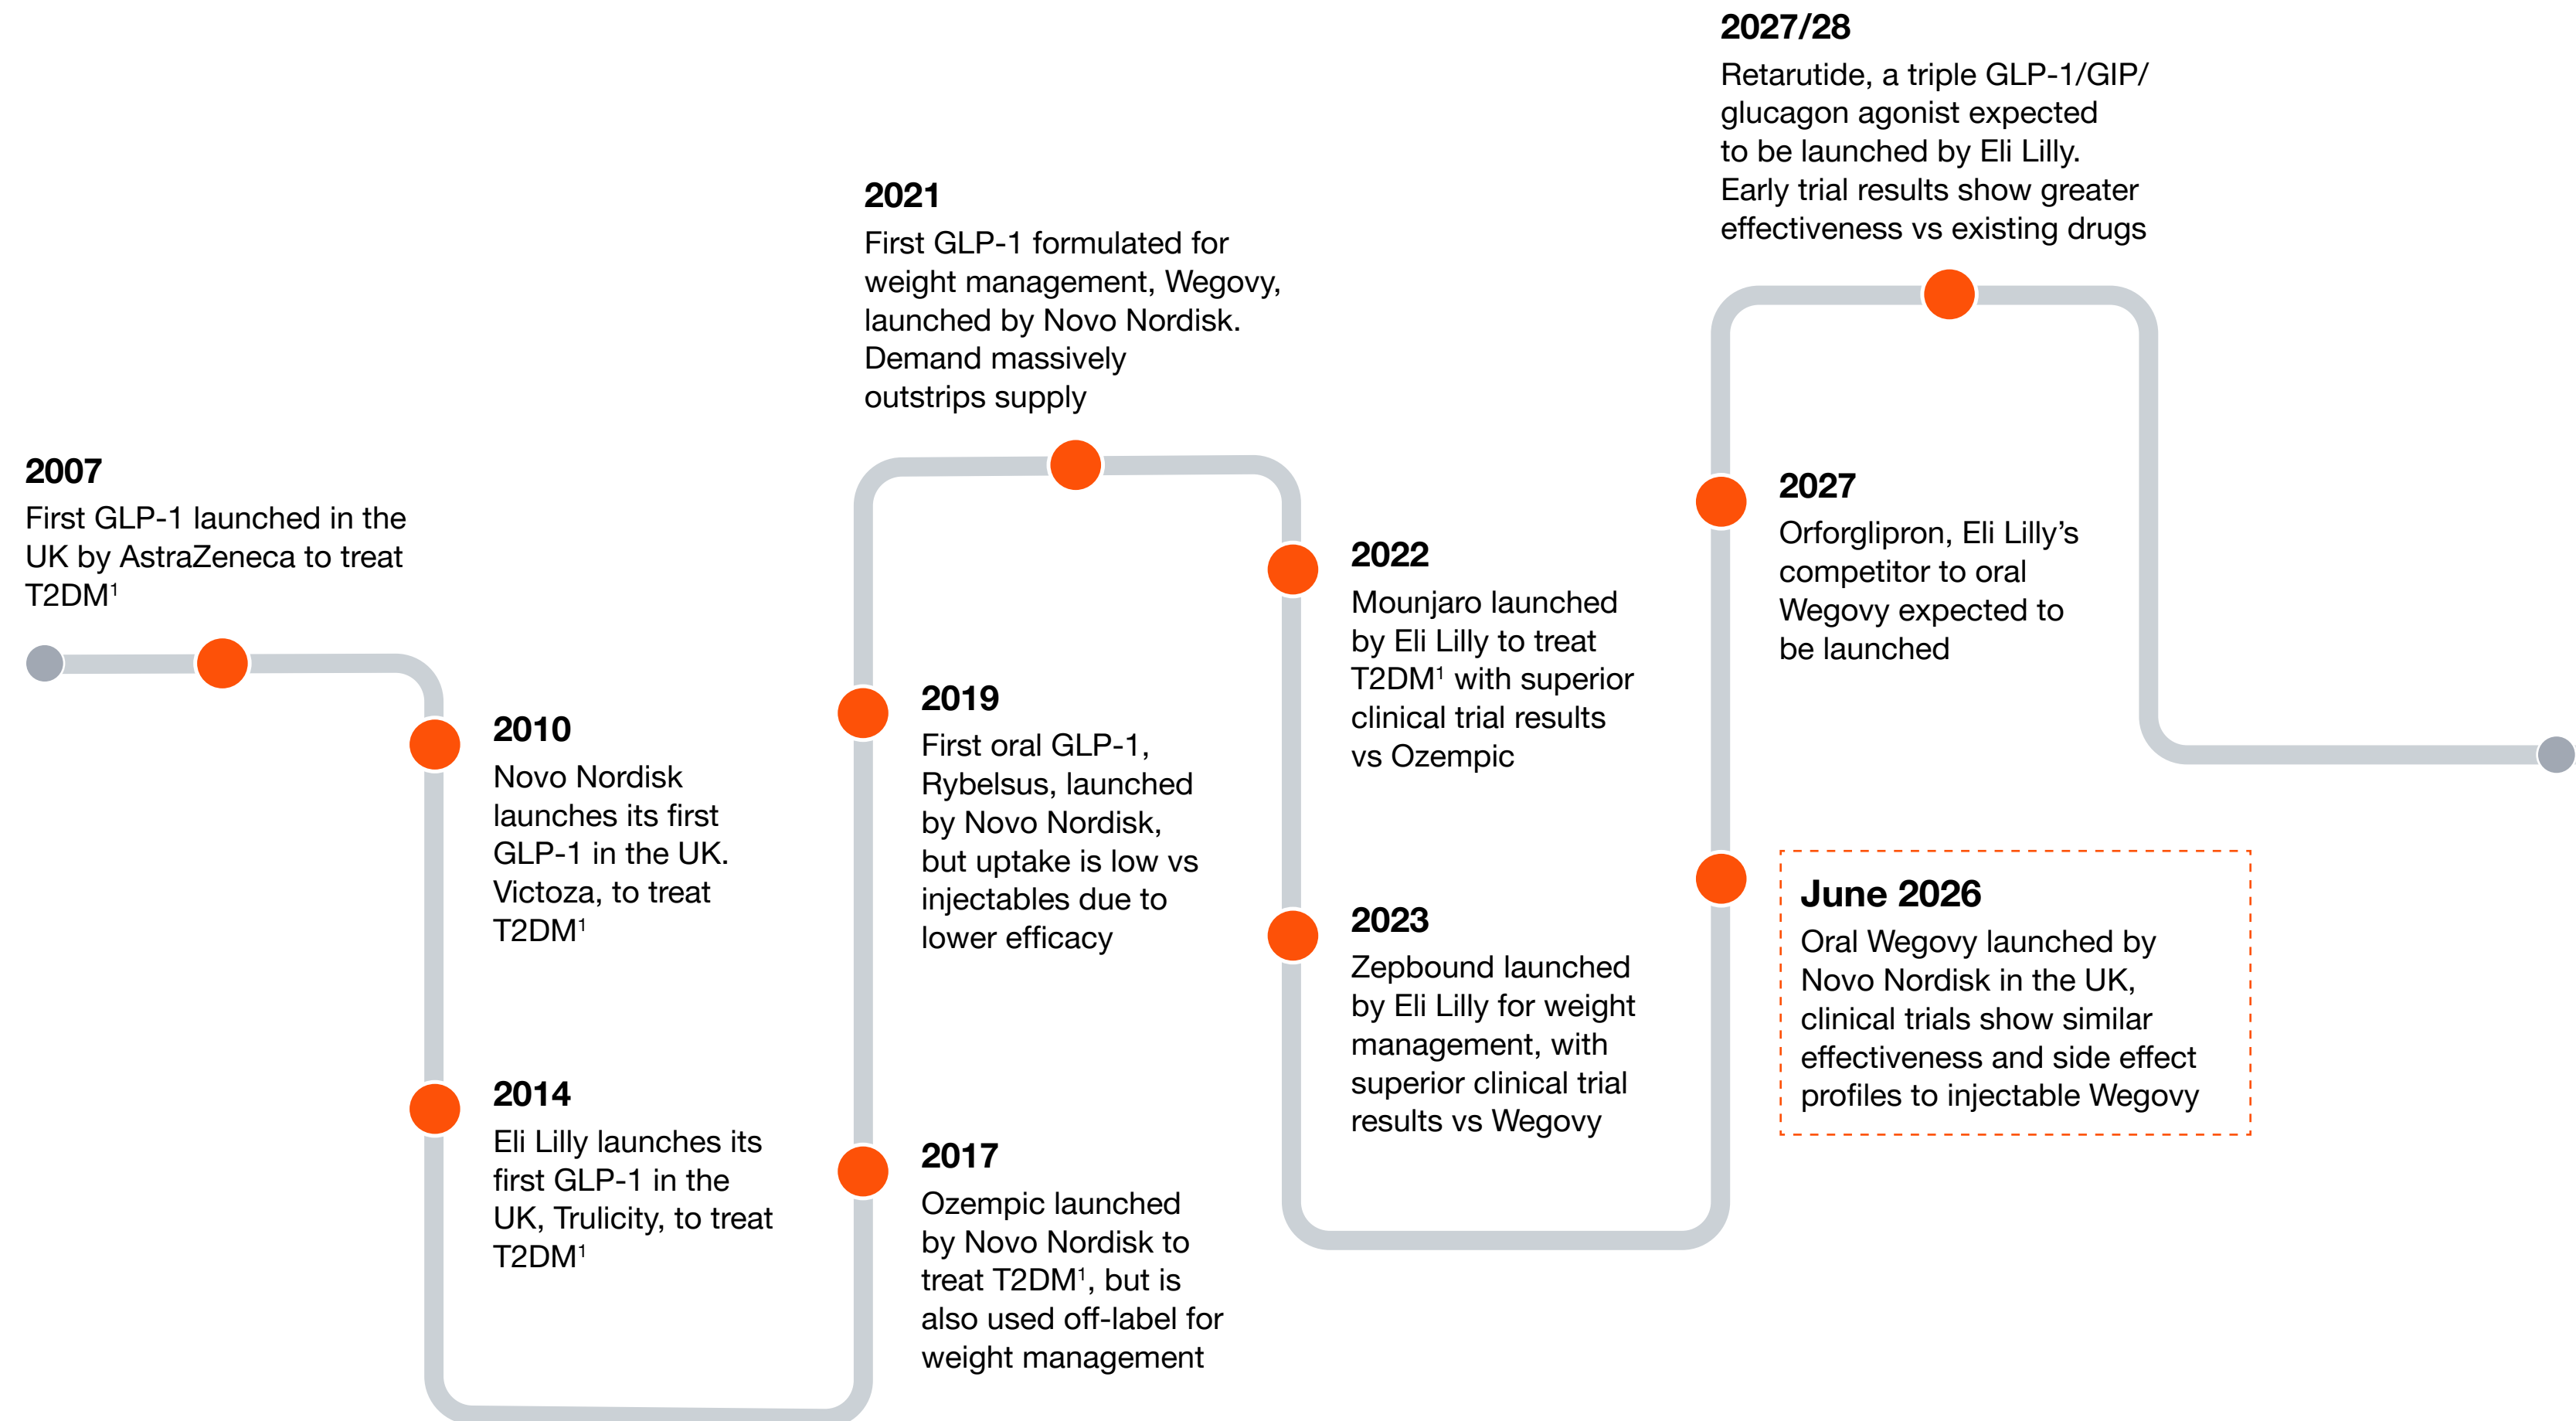 2007
First GLP-1 launched in the
UK by AstraZeneca to treat
T2DM¹
2010
Novo Nordisk
launches its first
GLP-1 in the UK.
Victoza, to treat
T2DM¹
2014
Eli Lilly launches its
first GLP-1 in the
UK, Trulicity, to treat
T2DM¹
2017
Ozempic launched
by Novo Nordisk to
treat T2DM¹, but is
also used off-label for
weight management
2019
First oral GLP-1,
Rybelsus, launched
by Novo Nordisk,
but uptake is low vs
injectables due to
lower efficacy
2021
First GLP-1 formulated for
weight management, Wegovy,
launched by Novo Nordisk.
Demand massively
outstrips supply
2022
Mounjaro launched
by Eli Lilly to treat
T2DM¹ with superior
clinical trial results
vs Ozempic
2023
Zepbound launched
by Eli Lilly for weight
management, with
superior clinical trial
results vs Wegovy
June 2026
Oral Wegovy launched by
Novo Nordisk in the UK,
clinical trials show similar
effectiveness and side effect
profiles to injectable Wegovy
2027
Orforglipron, Eli Lilly’s
competitor to oral
Wegovy expected to
be launched
2027/28
Retarutide, a triple GLP-1/GIP/
glucagon agonist expected
to be launched by Eli Lilly.
Early trial results show greater
effectiveness vs existing drugs